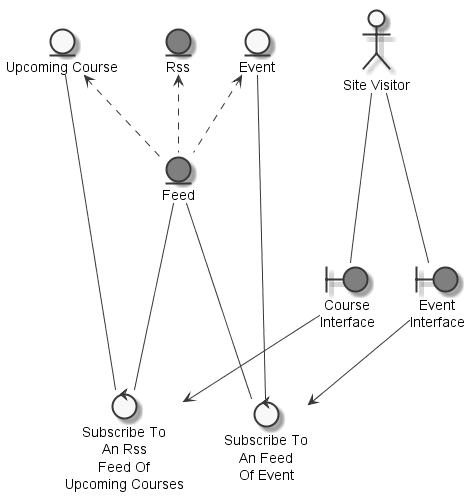 Upcoming Course
Rss
Event
Site Visitor
Feed
Course
Interface
Event
Interface
Subscribe To
An Rss
Feed Of
Upcoming Courses
Subscribe To
An Feed
Of Event